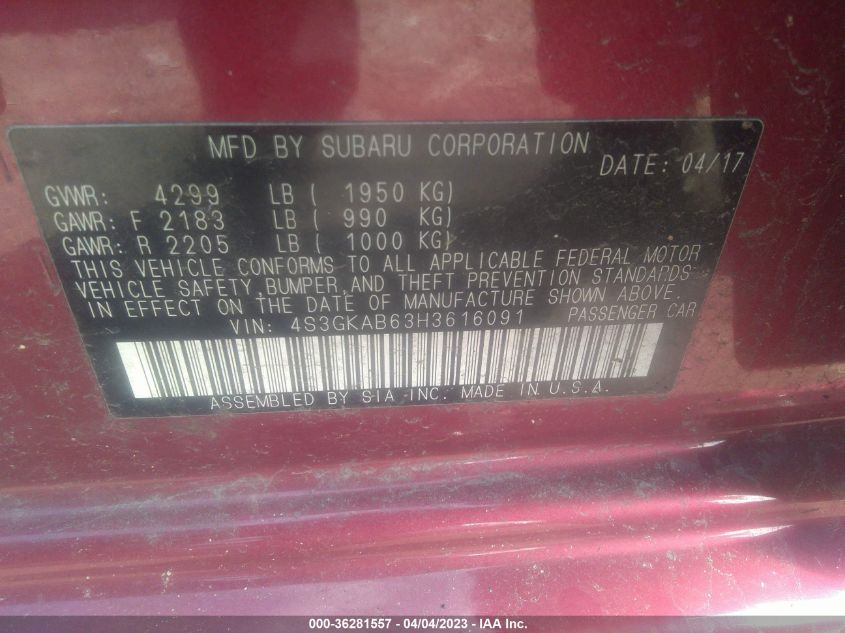 MFD BY SUBARU CORPORATION
DATE: 04/17
GVWR: 4299 LB ( 1950 KG)
GAWR: F 2183 LB ( 990 KG)
GAWR: R 2205 LB ( 1000 KG)
THIS VEHICLE CONFORMS TO ALL APPLICABLE FEDERAL MOTOR
VEHICLE SAFETY, BUMPER, AND THEFT PREVENTION STANDARDS
IN EFFECT ON THE DATE OF MANUFACTURE SHOWN ABOVE.
VIN: 4S3GKAB63H3616091 PASSENGER CAR
ASSEMBLED BY SIA-INC. MADE IN U.S.A.
000-36281557 - 04/04/2023 - IAA Inc.